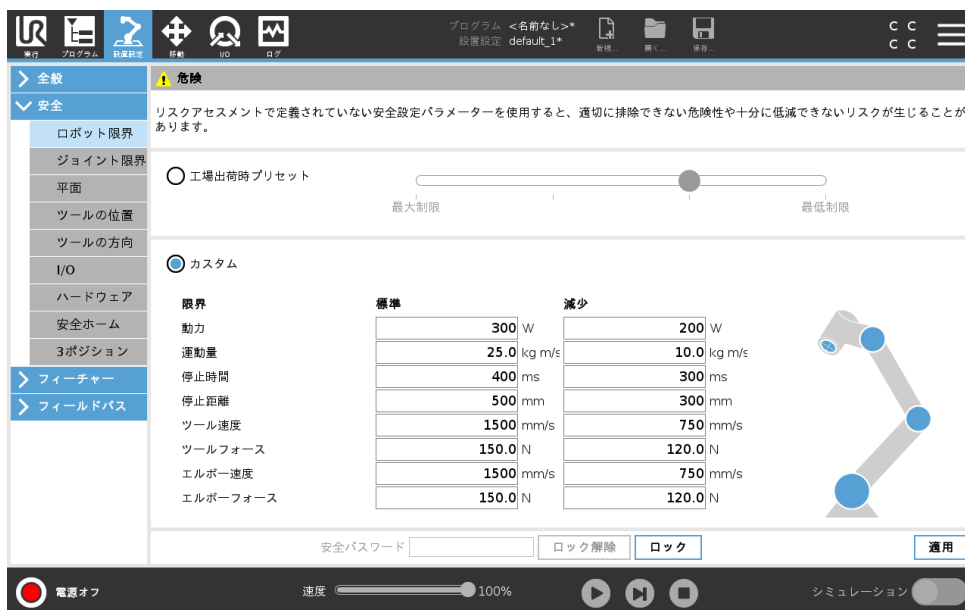 プログラム <名前なし>*
設置設定 default_1*
実行 プログラム 設置設定 移動 I/O ログ 新規... 開く... 保存...
C C
C C
全般
安全
ロボット限界
ジョイント限界
平面
ツールの位置
ツールの方向
I/O
ハードウェア
安全ホーム
3ポジション
フィーチャー
フィールドバス
危険
リスクアセスメントで定義されていない安全設定パラメーターを使用すると、適切に排除できない危険性や十分に低減できないリスクが生じることが
あります。
工場出荷時プリセット
最大制限 最低制限
カスタム
限界 標準 減少
動力 300 W 200 W
運動量 25.0 kg m/s 10.0 kg m/s
停止時間 400 ms 300 ms
停止距離 500 mm 300 mm
ツール速度 1500 mm/s 750 mm/s
ツールフォース 150.0 N 120.0 N
エルボー速度 1500 mm/s 750 mm/s
エルボーフォース 150.0 N 120.0 N
安全パスワード ロック解除 ロック 適用
電源オフ 速度 100% シミュレーション